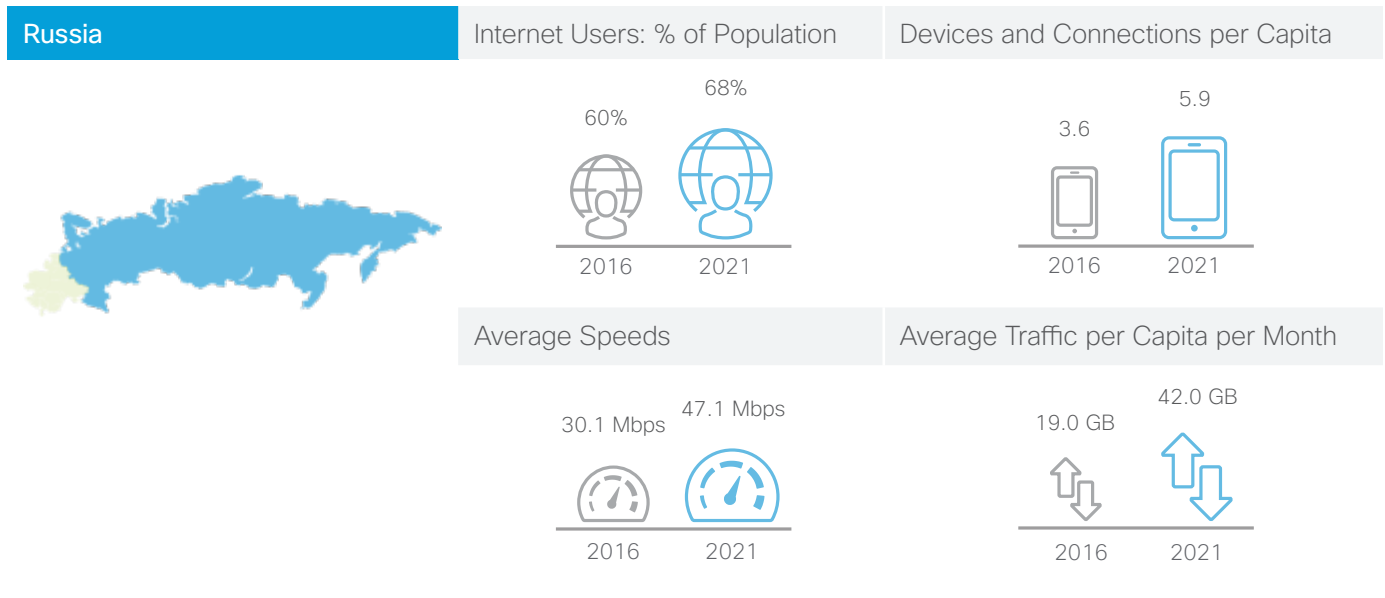 Russia
Internet Users: % of Population
Devices and Connections per Capita
60%
68%
2016
2021
3.6
5.9
2016
2021
Average Speeds
Average Traffic per Capita per Month
30.1 Mbps
47.1 Mbps
2016
2021
19.0 GB
42.0 GB
2016
2021